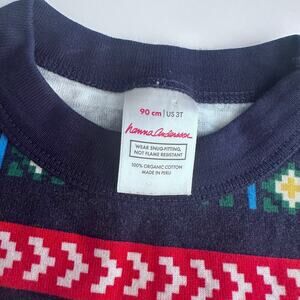 90 cm | US 3T
hanna andersson
WEAR SNUG-FITTING,
NOT FLAME RESISTANT
100% ORGANIC COTTON
MADE IN PERU